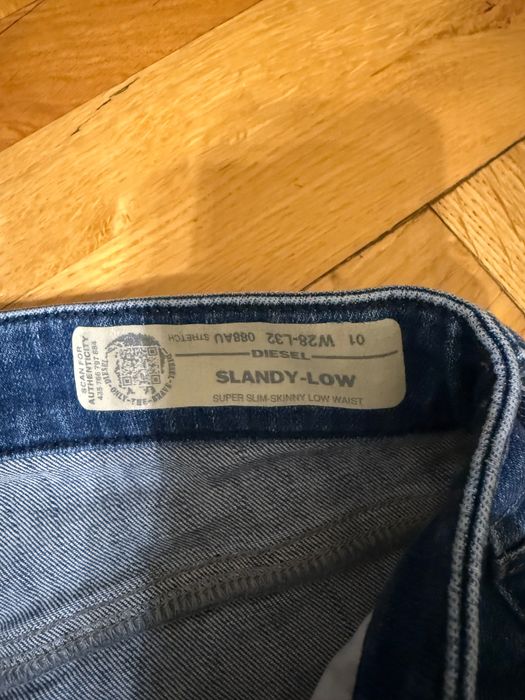 SCAN FOR
AUTHENTICITY
DIESEL
ONLY-THE-BRAVE
01 W28-L32 088AU STRETCH
DIESEL
SLANDY-LOW
SUPER SLIM-SKINNY LOW WAIST